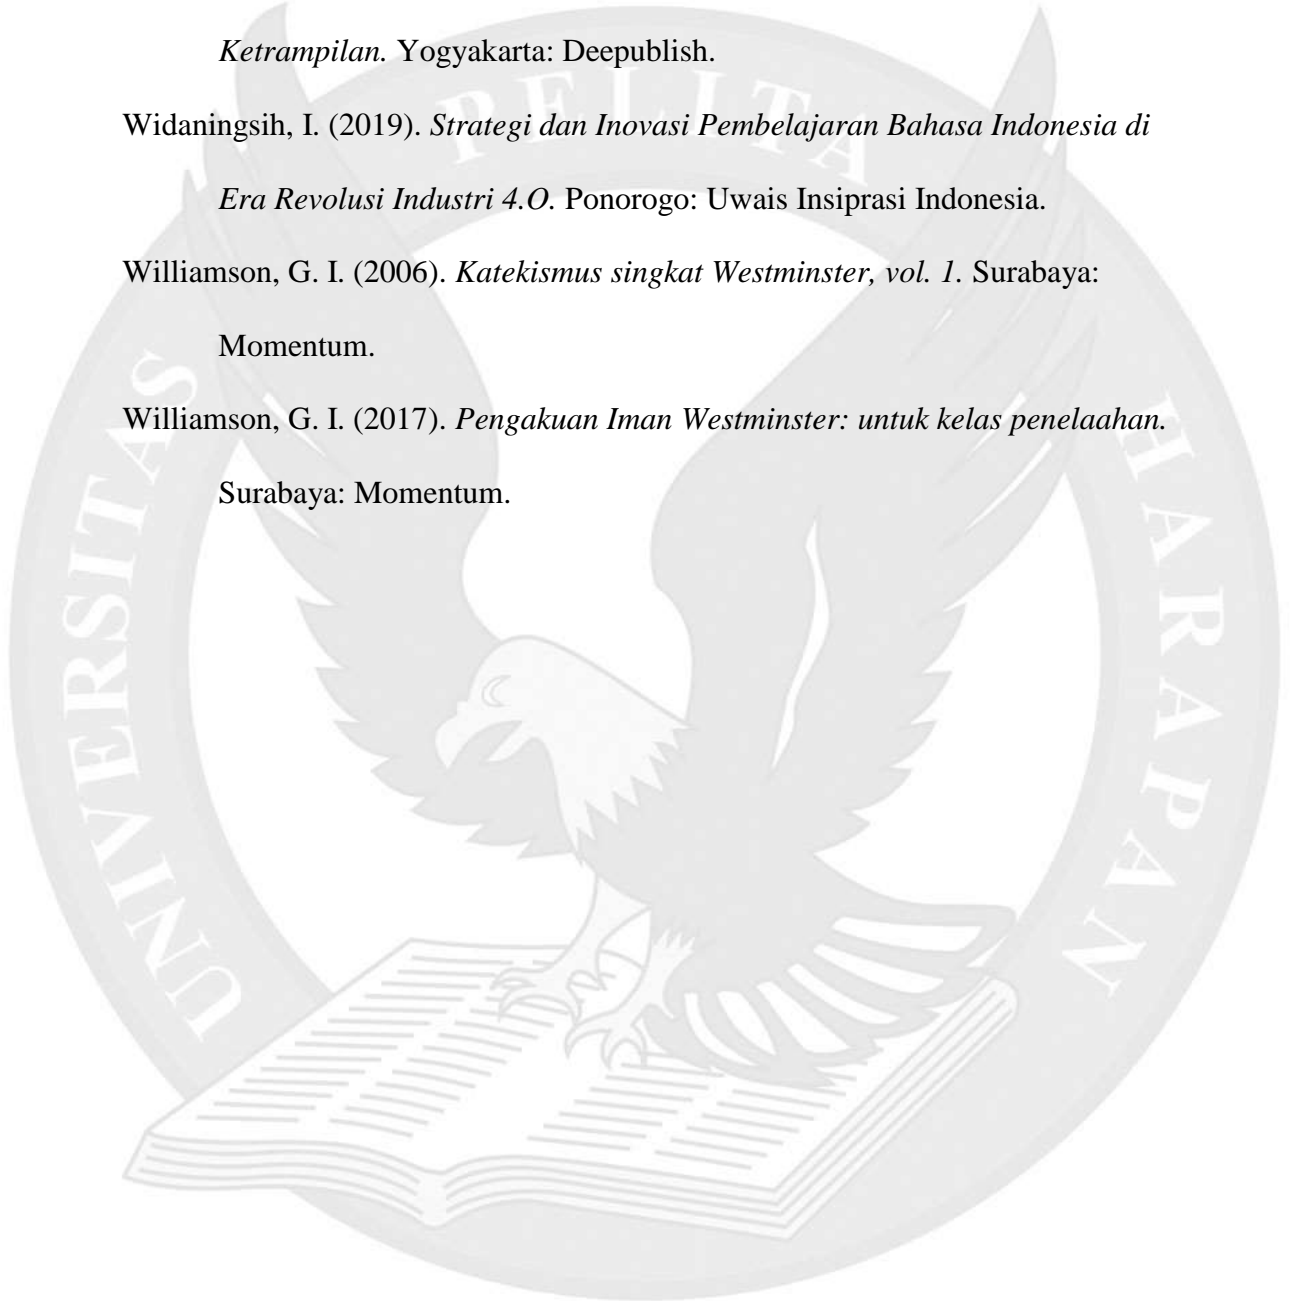 Ketrampilan. Yogyakarta: Deepublish.
Widaningsih, I. (2019). Strategi dan Inovasi Pembelajaran Bahasa Indonesia di
Era Revolusi Industri 4.O. Ponorogo: Uwais Insiprasi Indonesia.
Williamson, G. I. (2006). Katekismus singkat Westminster, vol. 1. Surabaya:
Momentum.
Williamson, G. I. (2017). Pengakuan Iman Westminster: untuk kelas penelaahan.
Surabaya: Momentum.
UNIVERSITAS PELITA HARAPAN